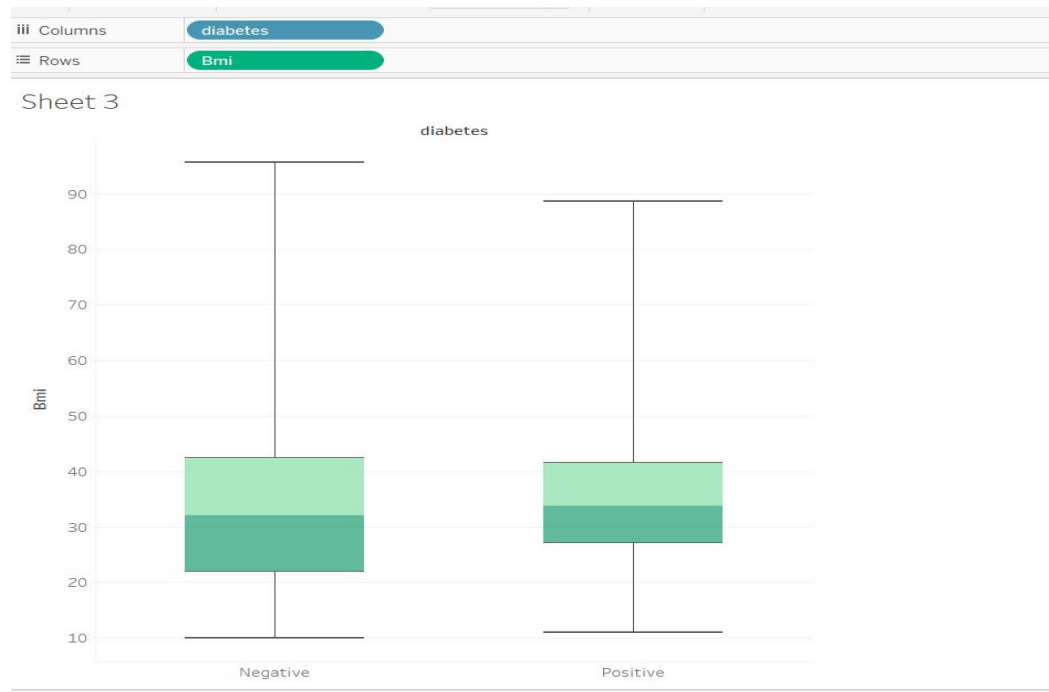 iii Columns diabetes
Rows Bmi
Sheet 3
diabetes
90
80
70
60
50
40
30
20
10
Bmi
Negative Positive